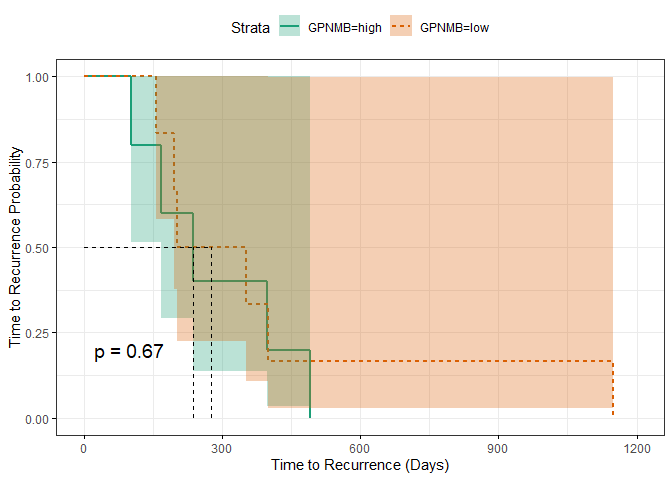 Strata GPNMB=high GPNMB=low
Time to Recurrence Probability
1.00
0.75
0.50
0.25
0.00
p = 0.67
0 300 600 900 1200
Time to Recurrence (Days)